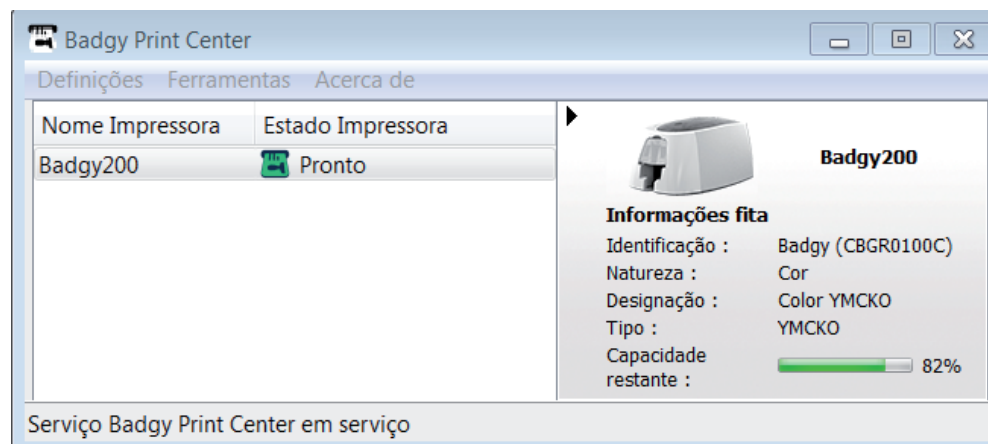 Badgy Print Center
Definições Ferramentas Acerca de
Nome Impressora Estado Impressora
Badgy200 Pronto
Badgy200
Informações fita
Identificação : Badgy (CBGR0100C)
Natureza : Cor
Designação : Color YMCKO
Tipo : YMCKO
Capacidade
restante : 82%
Serviço Badgy Print Center em serviço